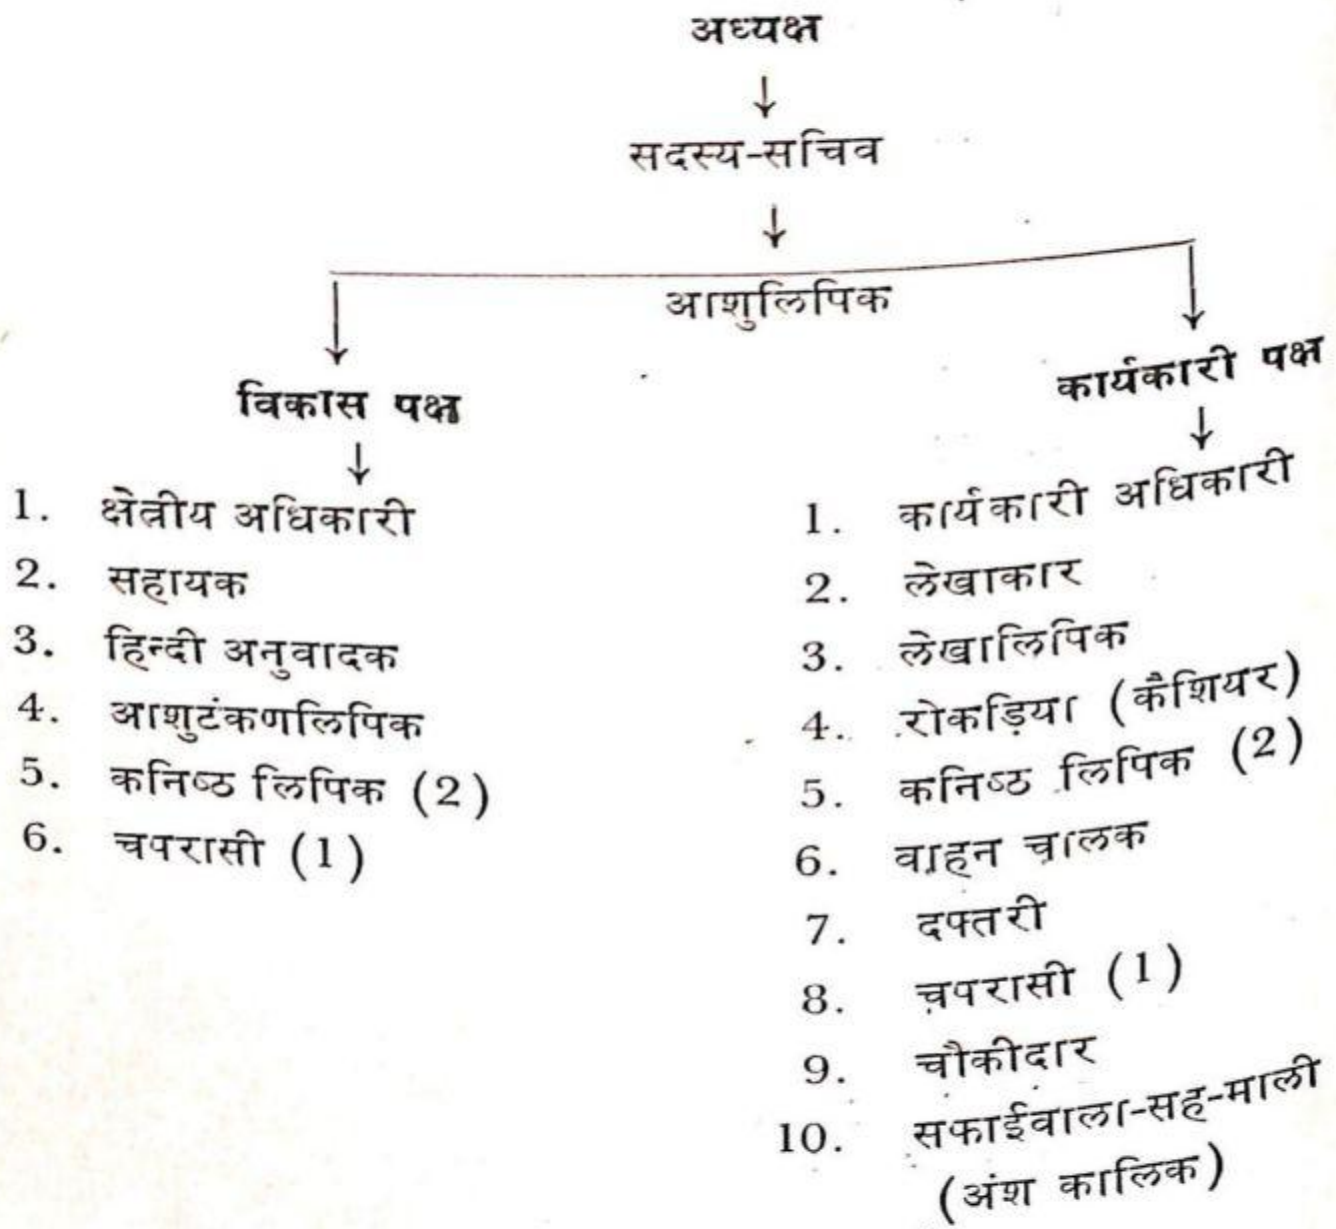 अध्यक्ष
↓
सदस्य-सचिव
↓
आशुलिपिक
विकास पक्ष
↓
1. क्षेत्रीय अधिकारी
2. सहायक
3. हिन्दी अनुवादक
4. आशुटंकणलिपिक
5. कनिष्ठ लिपिक (2)
6. चपरासी (1)
कार्यकारी पक्ष
↓
1. कार्यकारी अधिकारी
2. लेखाकार
3. लेखालिपिक
4. रोकड़िया (कैशियर)
5. कनिष्ठ लिपिक (2)
6. वाहन चालक
7. दफ्तरी
8. चपरासी (1)
9. चौकीदार
10. सफाईवाला-सह-माली
(अंश कालिक)